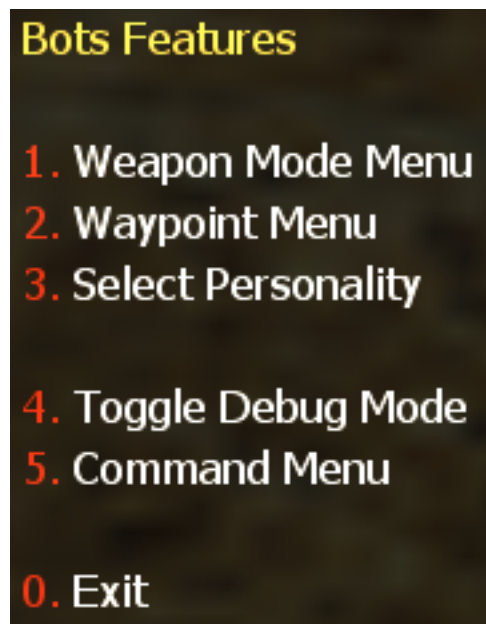 Bots Features
1. Weapon Mode Menu
2. Waypoint Menu
3. Select Personality
4. Toggle Debug Mode
5. Command Menu
0. Exit